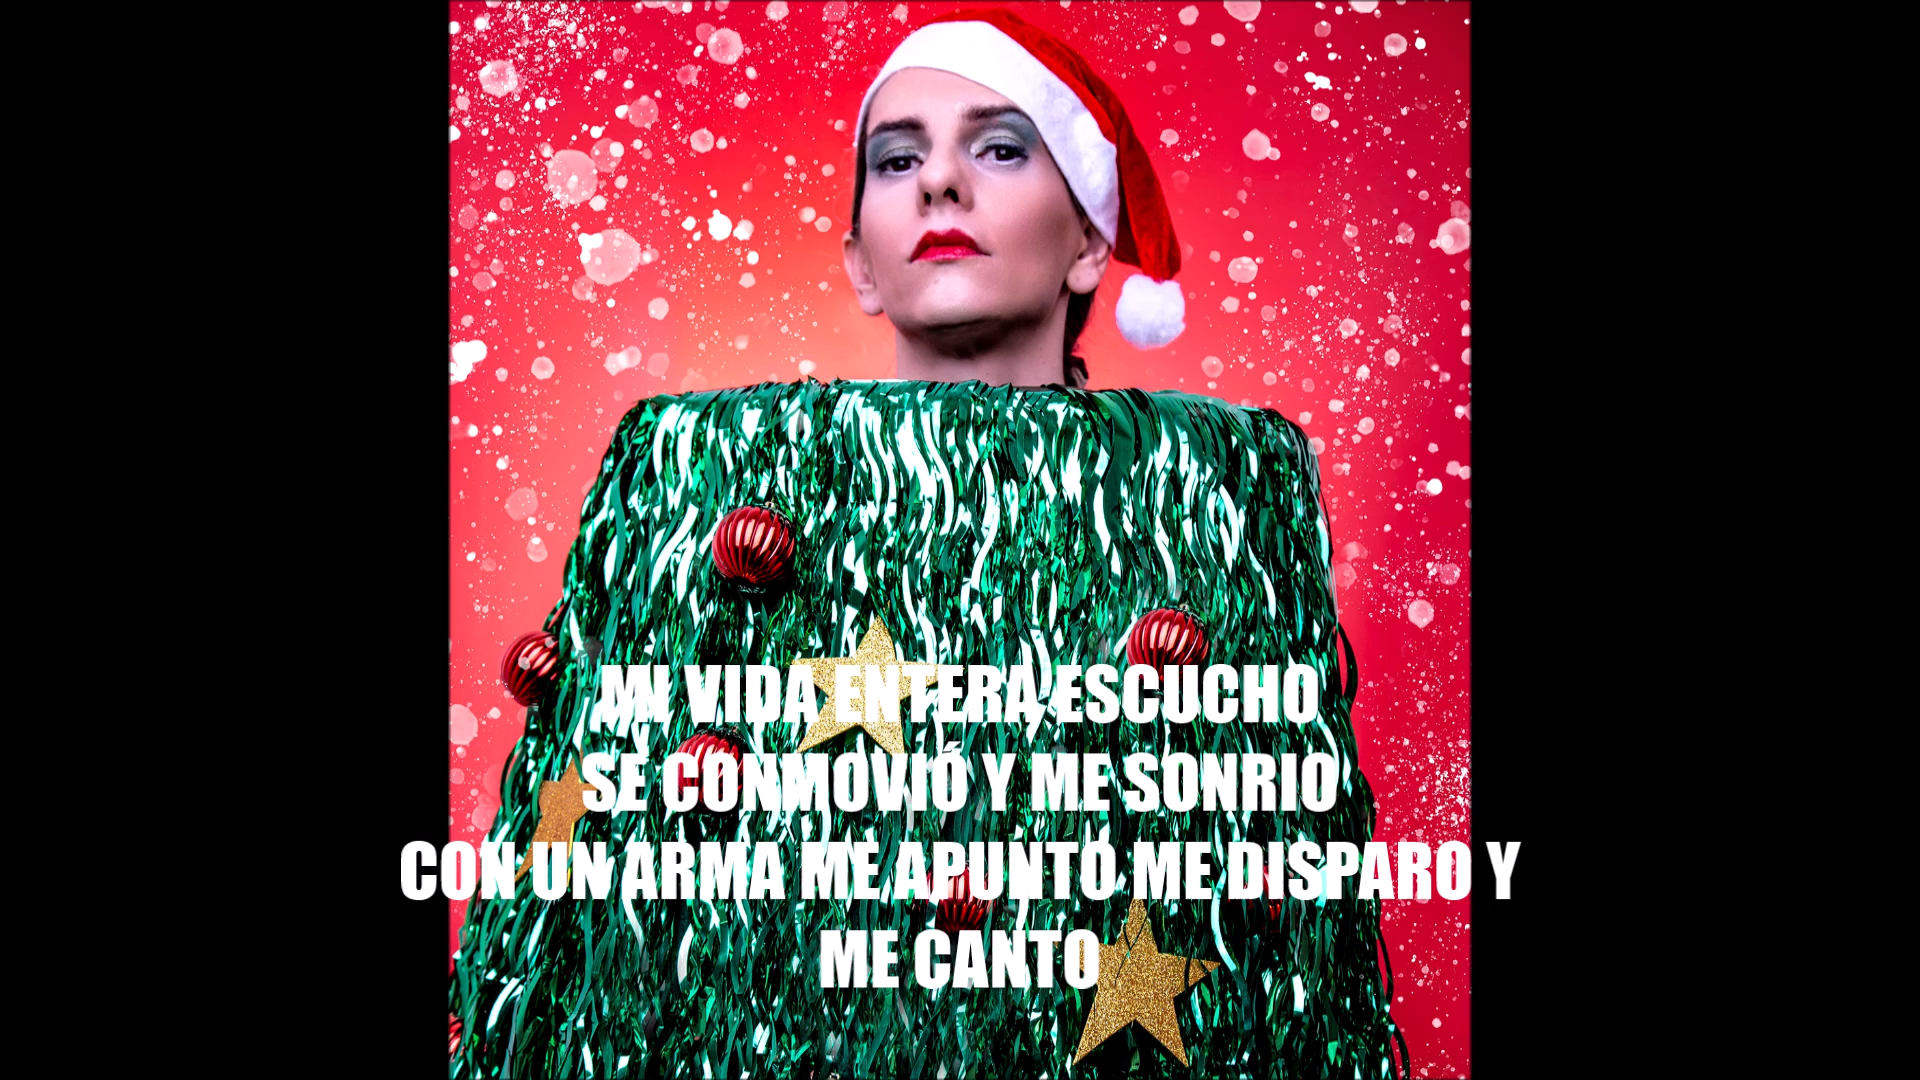 MI VIDA ENTERA ESCUCHO
SE CONMOVIÓ Y ME SONRIO
CON UN ARMA ME APUNTO ME DISPARO Y
ME CANTO